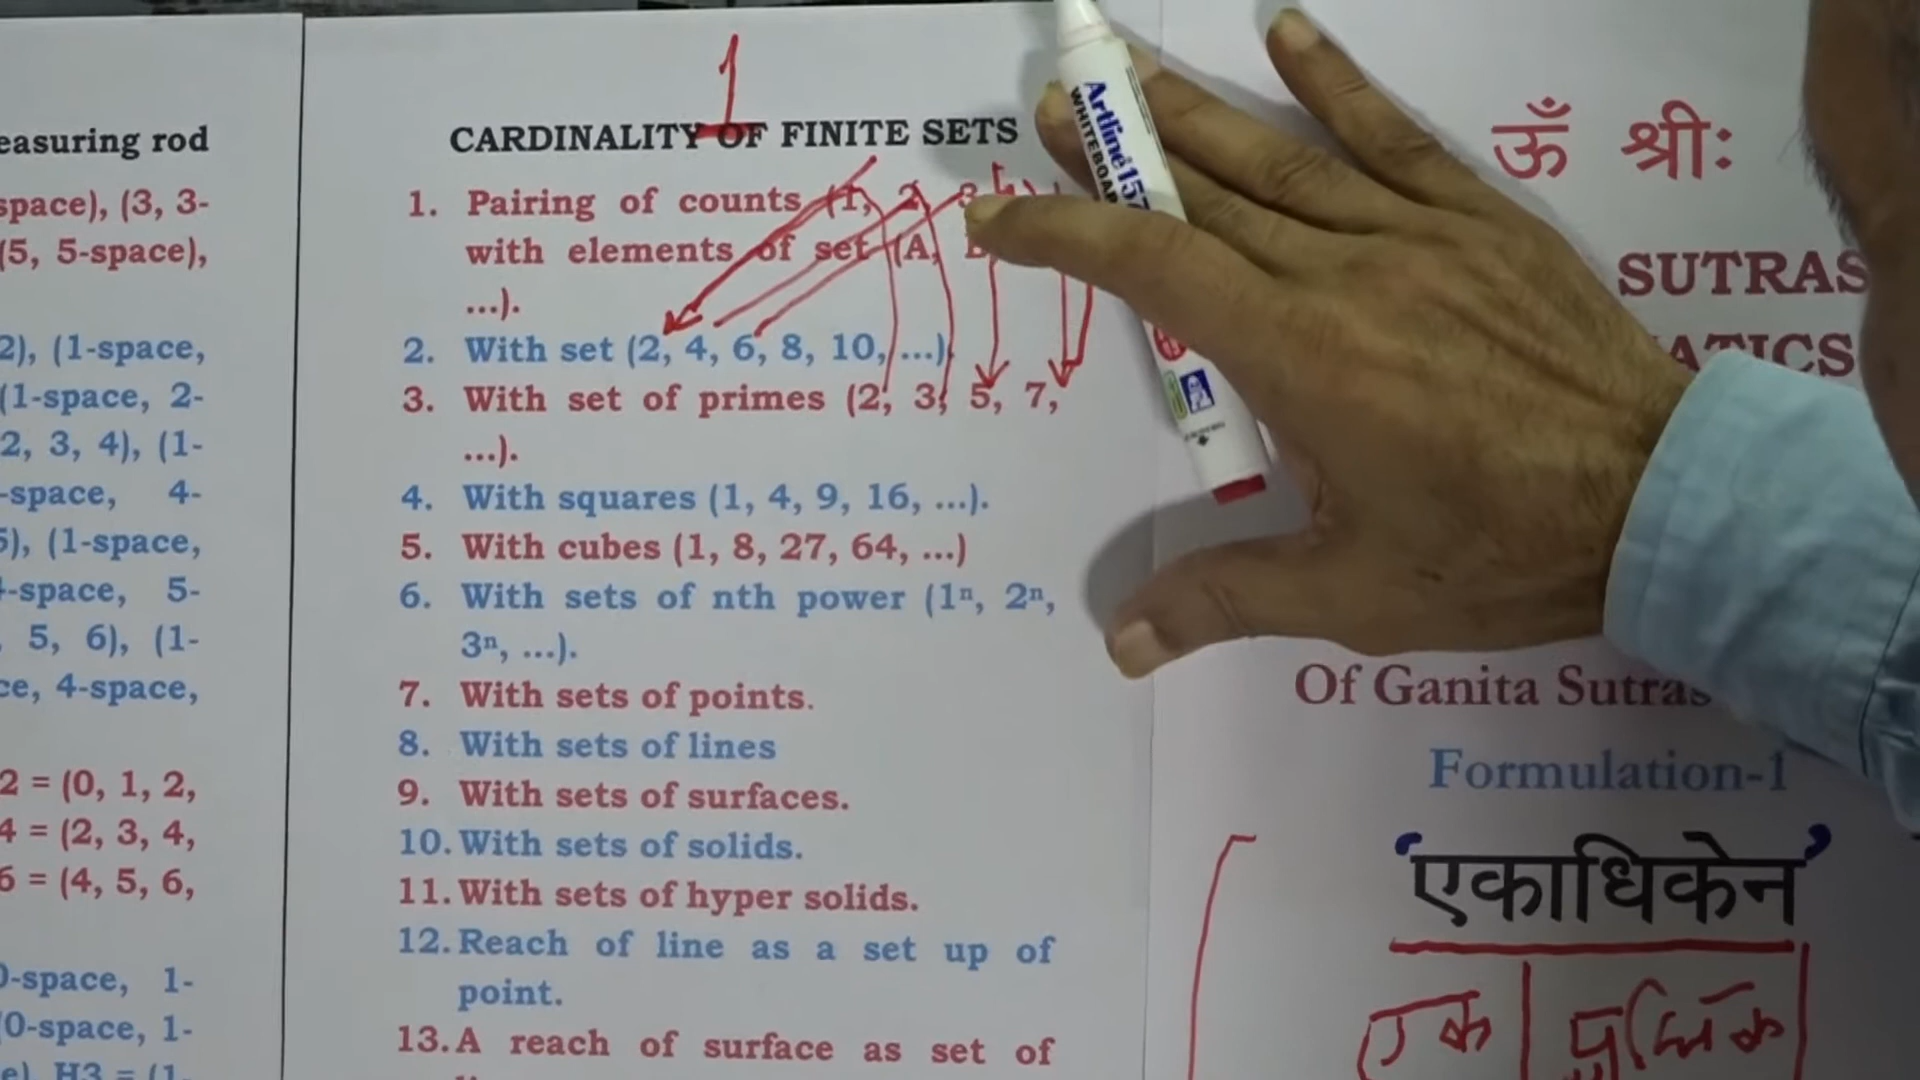 easuring rod
space), (3, 3-
(5, 5-space),
2), (1-space,
(1-space, 2-
2, 3, 4), (1-
-space, 4-
5), (1-space,
-space, 5-
, 5, 6), (1-
ce, 4-space,
2 = (0, 1, 2,
4 = (2, 3, 4,
6 = (4, 5, 6,
0-space, 1-
(0-space, 1-
e), H3 = (1-
1
CARDINALITY OF FINITE SETS
1. Pairing of counts (1, 2, 3
with elements of set (A, B
...).
2. With set (2, 4, 6, 8, 10, ...)
3. With set of primes (2, 3, 5, 7,
...).
4. With squares (1, 4, 9, 16, ...).
5. With cubes (1, 8, 27, 64, ...)
6. With sets of nth power (1ⁿ, 2ⁿ,
3ⁿ, ...).
7. With sets of points.
8. With sets of lines
9. With sets of surfaces.
10. With sets of solids.
11. With sets of hyper solids.
12. Reach of line as a set up of
point.
13. A reach of surface as set of
Artline 157
WHITEBOAR
ऊँ श्रीः
SUTRAS
ATICS
Of Ganita Sutras
Formulation-1
‘एकाधिकेन’
एक